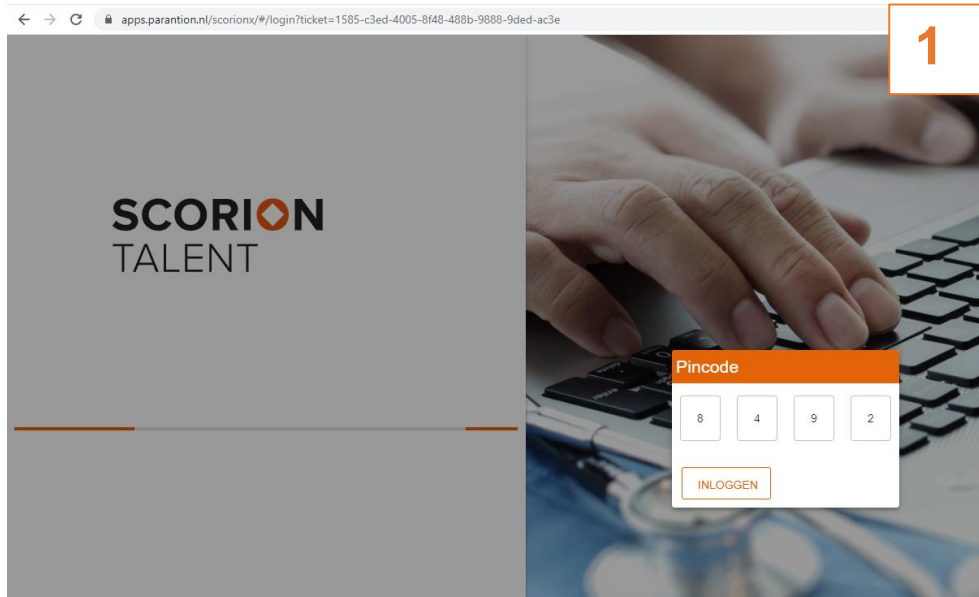 apps.parantion.nl/scorionx/#/login?ticket=1585-c3ed-4005-8f48-488b-9888-9ded-ac3e
1
SCORION
TALENT
Pincode
8 4 9 2
INLOGGEN